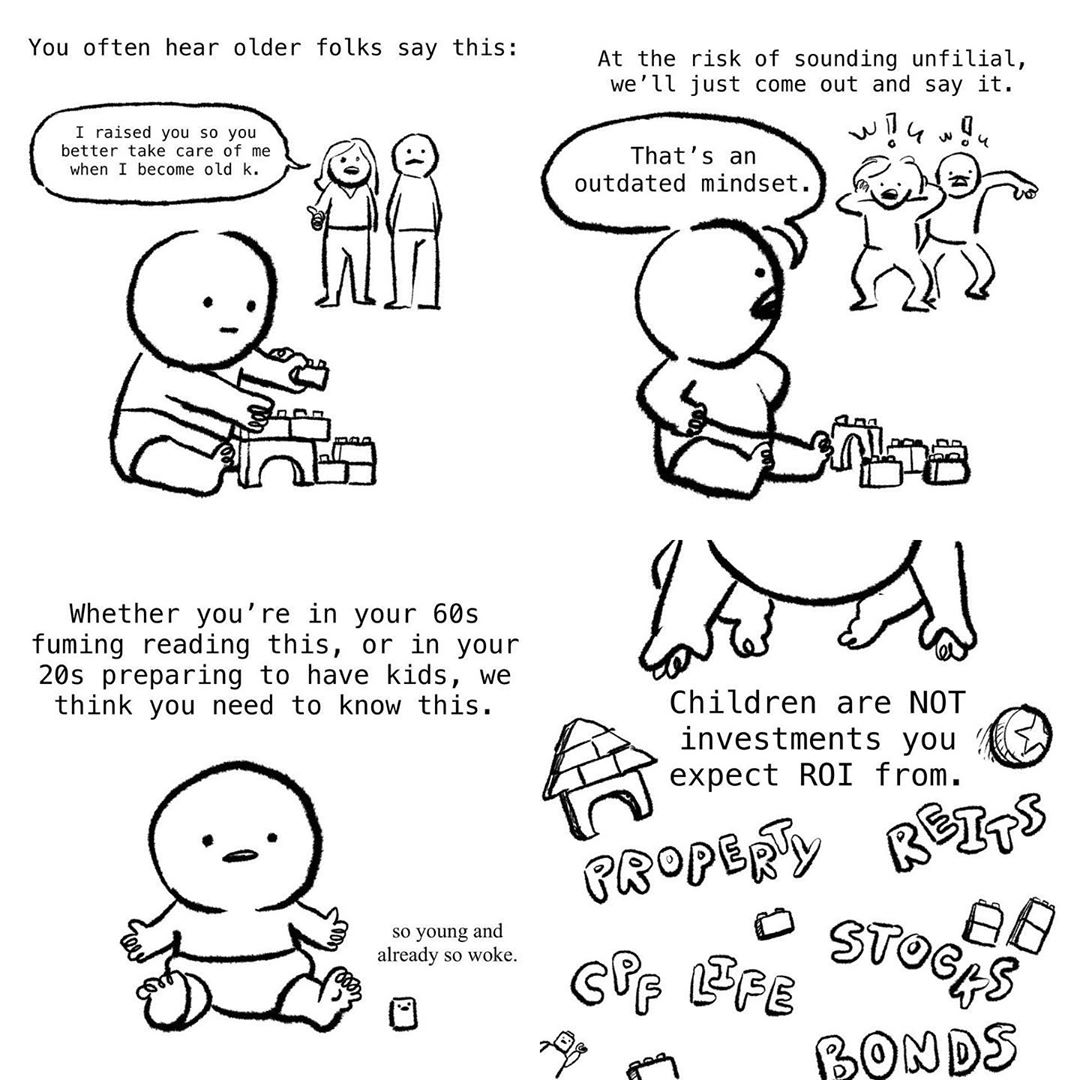 You often hear older folks say this:
I raised you so you
better take care of me
when I become old k.
At the risk of sounding unfilial,
we'll just come out and say it.
That's an
outdated mindset.
!
!
Whether you're in your 60s
fuming reading this, or in your
20s preparing to have kids, we
think you need to know this.
so young and
already so woke.
Children are NOT
investments you
expect ROI from.
PROPERTY
REITS
STOCKS
CPF LIFE
BONDS